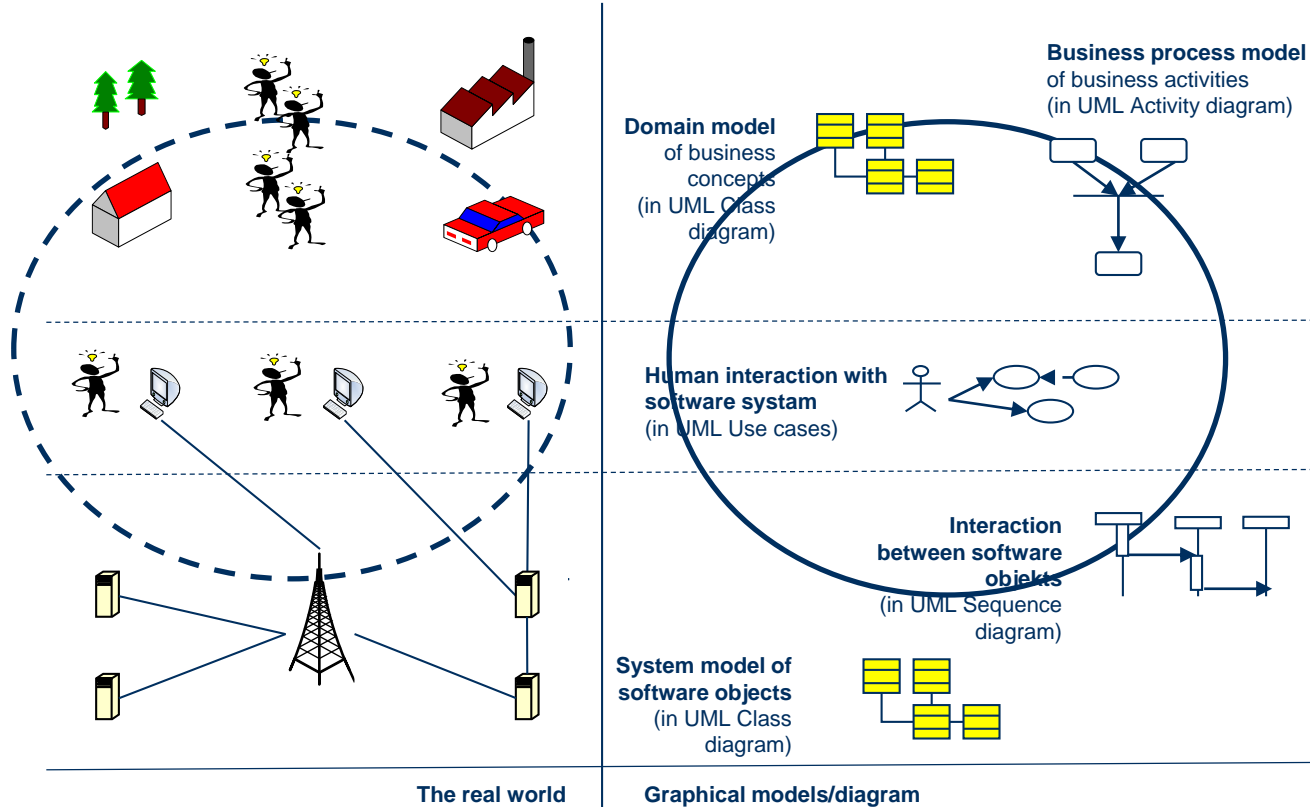 Business process model
of business activities
(in UML Activity diagram)
Domain model
of business
concepts
(in UML Class
diagram)
Human interaction with
software systam
(in UML Use cases)
Interaction
between software
objekts
(in UML Sequence
diagram)
System model of
software objects
(in UML Class
diagram)
The real world
Graphical models/diagram